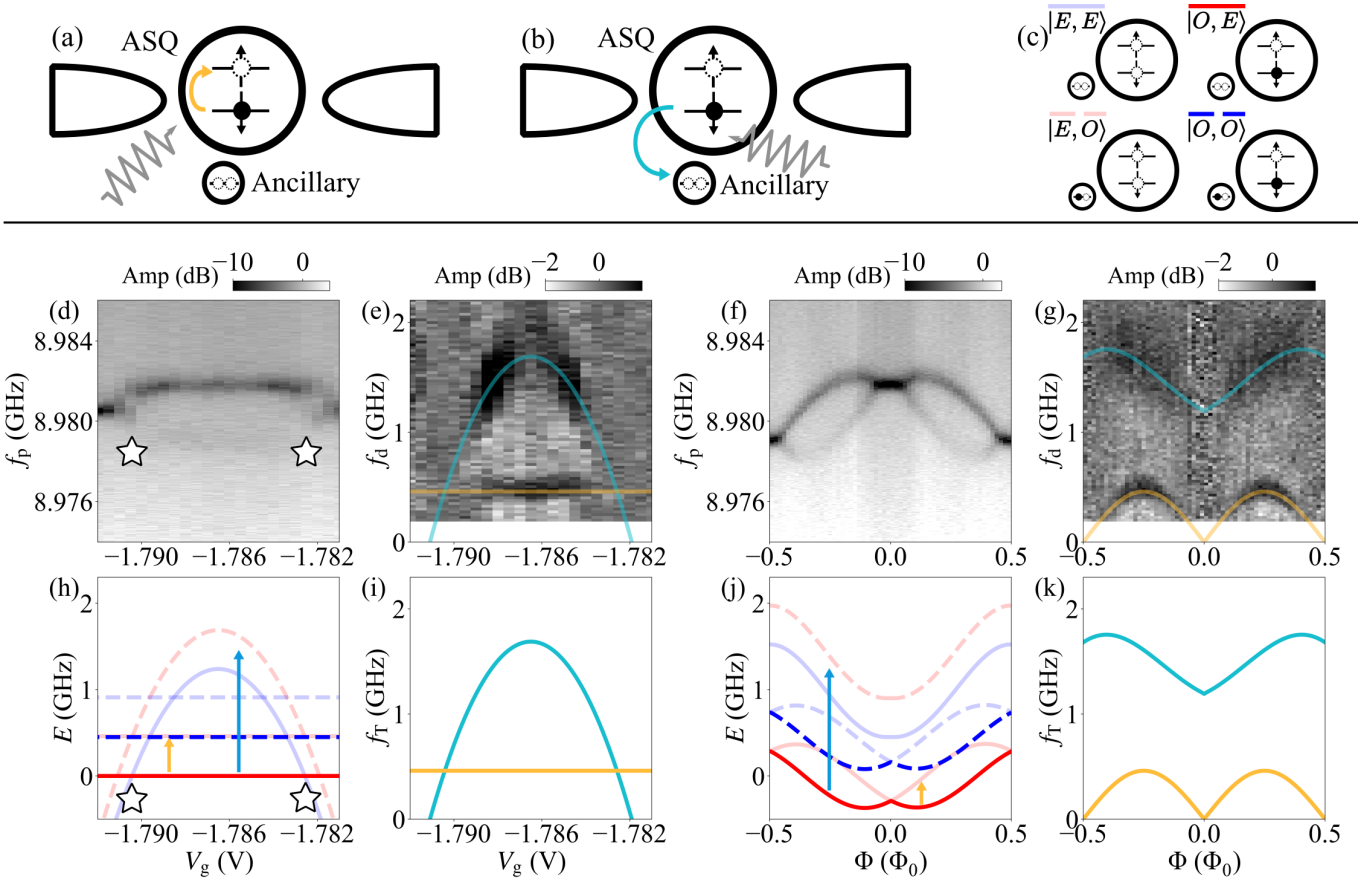 (a) ASQ (b) ASQ (c) |E, E⟩ |O, E⟩
|E, O⟩ |O, O⟩
Ancillary Ancillary
Amp (dB) −10 0 Amp (dB) −2 0 Amp (dB) −10 0 Amp (dB) −2 0
(d) (e) (f) (g)
8.984 2 8.984 2
8.980 1 8.980 1
8.976 0 8.976 0
fp (GHz) fd (GHz) fp (GHz) fd (GHz)
−1.790 −1.786 −1.782 −1.790 −1.786 −1.782 −0.5 0.0 0.5 −0.5 0.0 0.5
(h) (i) (j) (k)
2 2 2 2
1 1 1 1
0 0 0 0
E (GHz) fT (GHz) E (GHz) fT (GHz)
−1.790 −1.786 −1.782 −1.790 −1.786 −1.782 −0.5 0.0 0.5 −0.5 0.0 0.5
Vg (V) Vg (V) Φ (Φ0) Φ (Φ0)